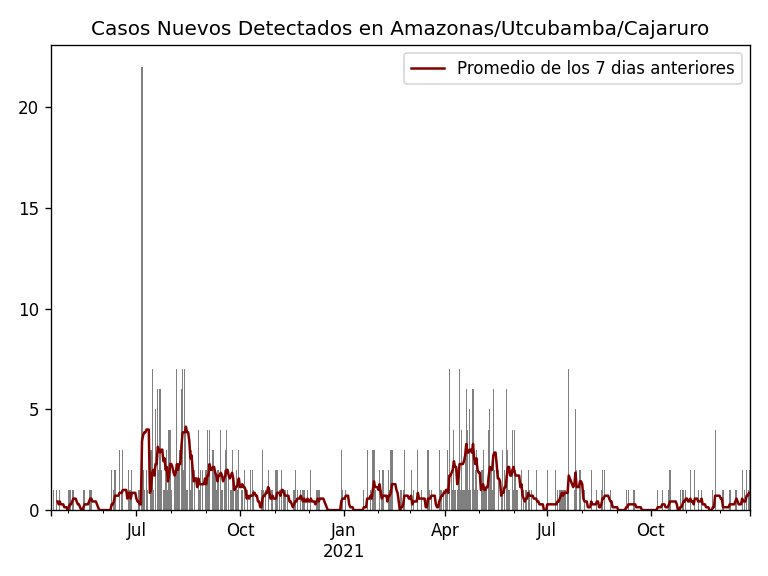 Casos Nuevos Detectados en Amazonas/Utcubamba/Cajaruro
Promedio de los 7 dias anteriores
20
15
10
5
0
Jul Oct Jan Apr Jul Oct
2021